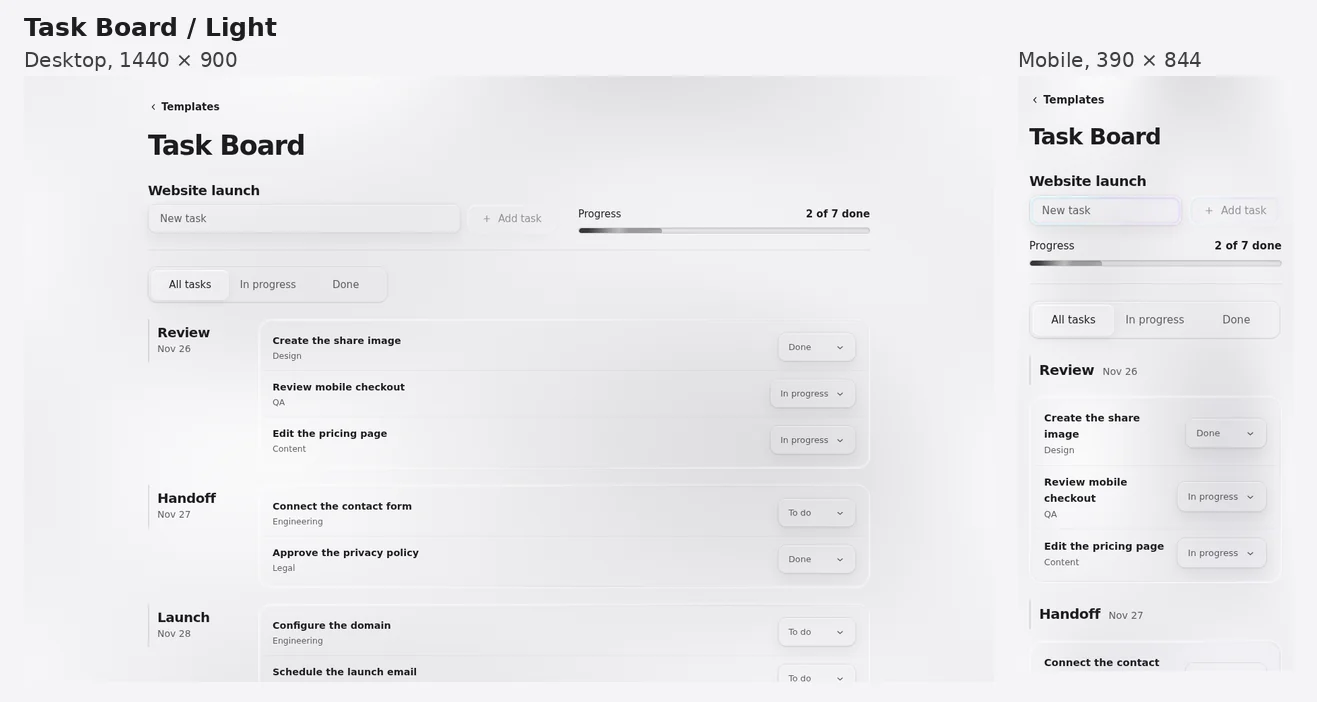 Task Board / Light
Desktop, 1440 × 900
‹ Templates
Task Board
Website launch
New task
+ Add task
Progress
2 of 7 done
All tasks
In progress
Done
Review
Nov 26
Create the share image
Design
Done
Review mobile checkout
QA
In progress
Edit the pricing page
Content
In progress
Handoff
Nov 27
Connect the contact form
Engineering
To do
Approve the privacy policy
Legal
Done
Launch
Nov 28
Configure the domain
Engineering
To do
Schedule the launch email
To do
Mobile, 390 × 844
‹ Templates
Task Board
Website launch
New task
+ Add task
Progress
2 of 7 done
All tasks
In progress
Done
Review Nov 26
Create the share
image
Design
Done
Review mobile
checkout
QA
In progress
Edit the pricing page
Content
In progress
Handoff Nov 27
Connect the contact